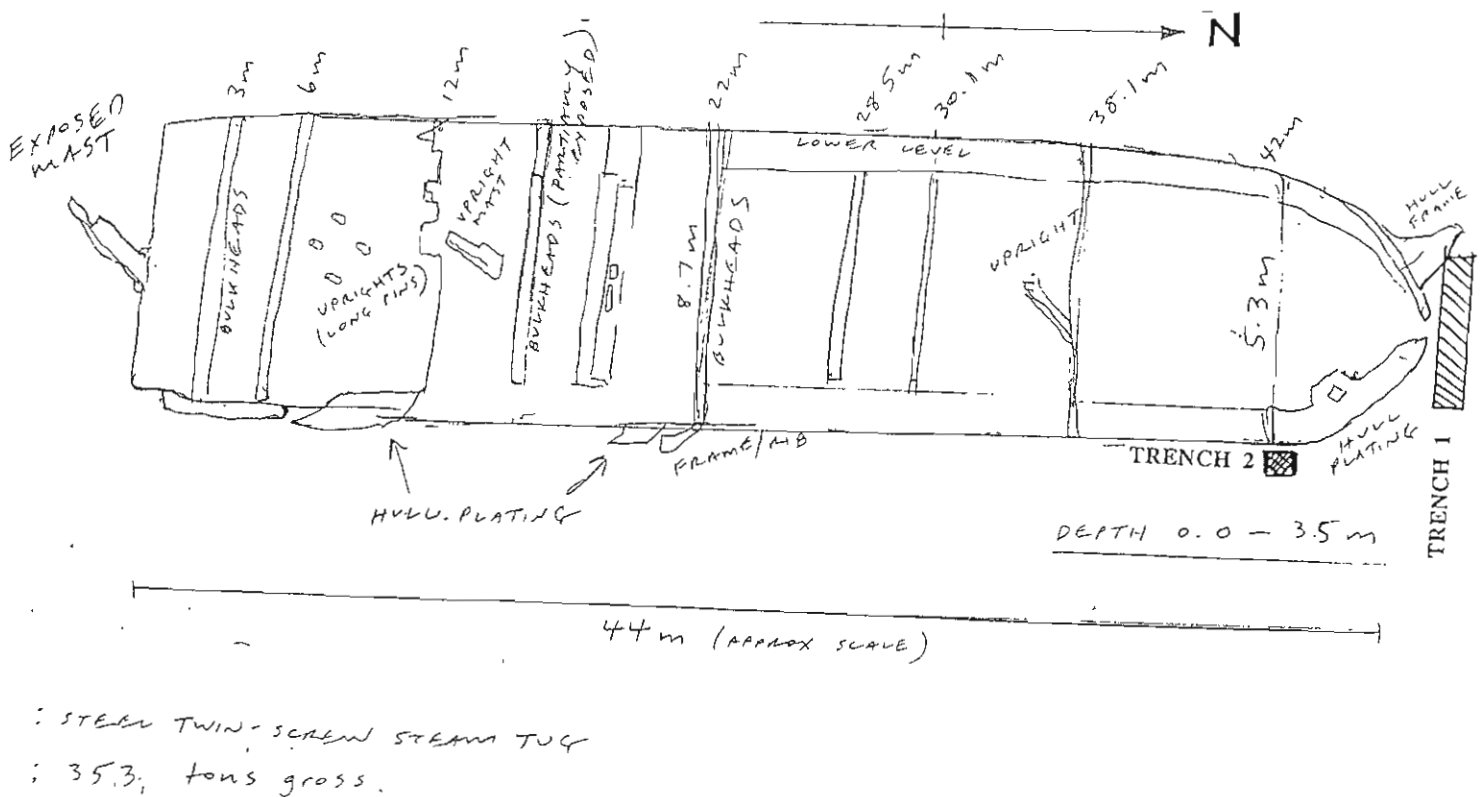 N
EXPOSED
MAST
3m
6m
12m
BULKHEADS (PARTIALLY
EXPOSED)
22m
28.5m
30.1m
38.1m
42m
LOWER LEVEL
BULKHEADS
UPRIGHTS
(LONG PINS)
UPRIGHT
MAST
8.7m
BULKHEADS
UPRIGHT
5.3m
HULL
FRAME
HULL
PLATING
TRENCH 1
TRENCH 2
FRAME/RIB
HULL PLATING
DEPTH 0.0 - 3.5m
44m (APPROX SCALE)
: STEEL TWIN-SCREW STEAM TUG
: 353, tons gross.